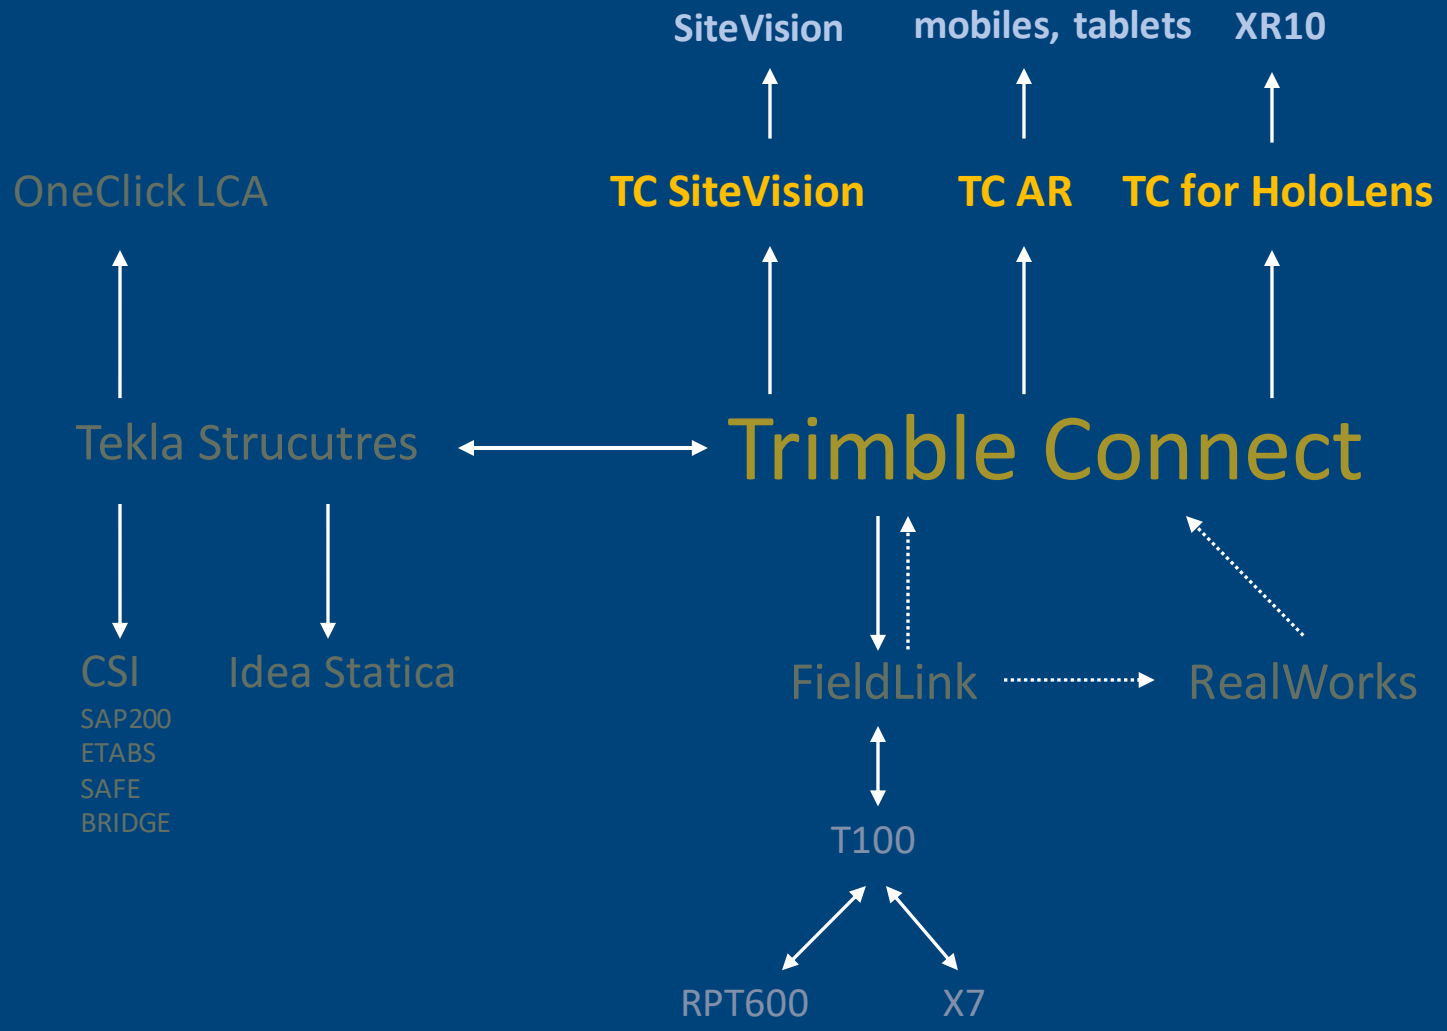 SiteVision
mobiles, tablets
XR10
OneClick LCA
TC SiteVision
TC AR
TC for HoloLens
Tekla Strucutres
Trimble Connect
CSI
SAP200
ETABS
SAFE
BRIDGE
Idea Statica
FieldLink
RealWorks
T100
RPT600
X7